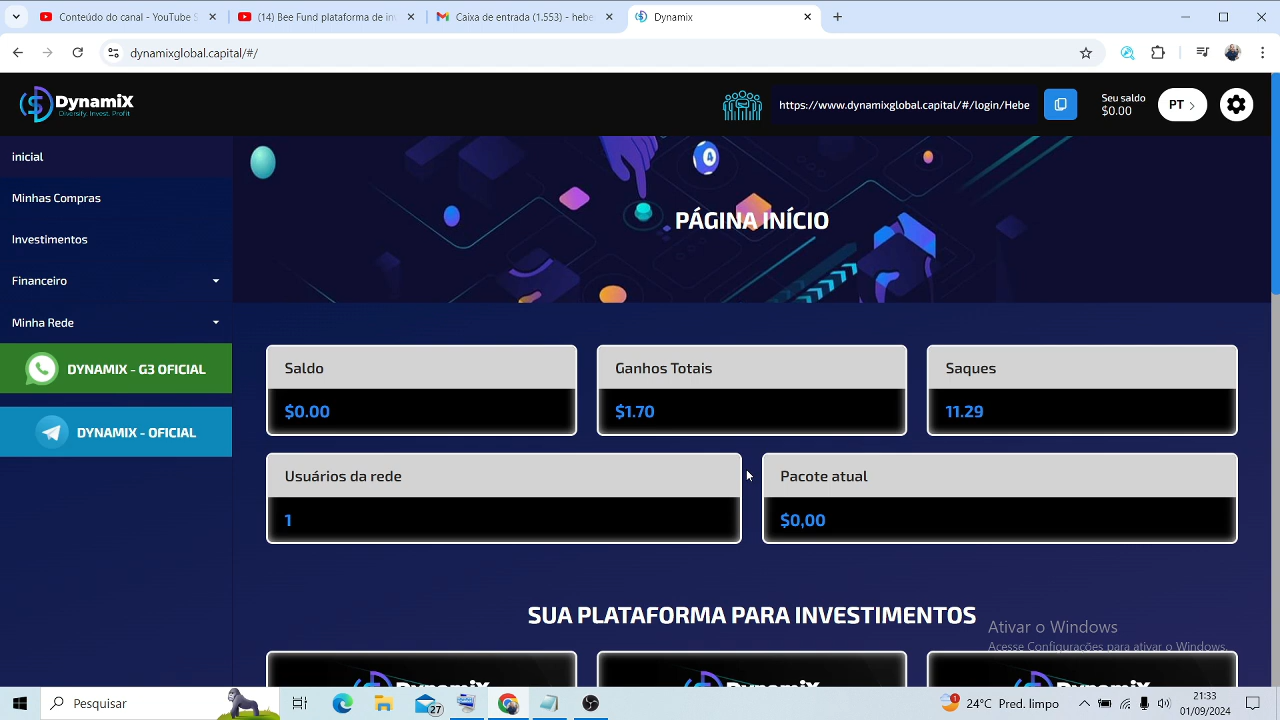 Conteúdo do canal - YouTube S
(14) Bee Fund plataforma de in
Caixa de entrada (1.553) - hebe
Dynamix
dynamixglobal.capital/#/
DynamiX
Diversify. Invest. Profit
https://www.dynamixglobal.capital/#/login/Hebe
Seu saldo
$0.00
PT
inicial
Minhas Compras
Investimentos
Financeiro
Minha Rede
DYNAMIX - G3 OFICIAL
DYNAMIX - OFICIAL
4
PÁGINA INÍCIO
Saldo
$0.00
Ganhos Totais
$1.70
Saques
11.29
Usuários da rede
1
Pacote atual
$0,00
SUA PLATAFORMA PARA INVESTIMENTOS
Ativar o Windows
Acesse Configurações para ativar o Windows.
Pesquisar
27
1
24°C Pred. limpo
21:33
01/09/2024